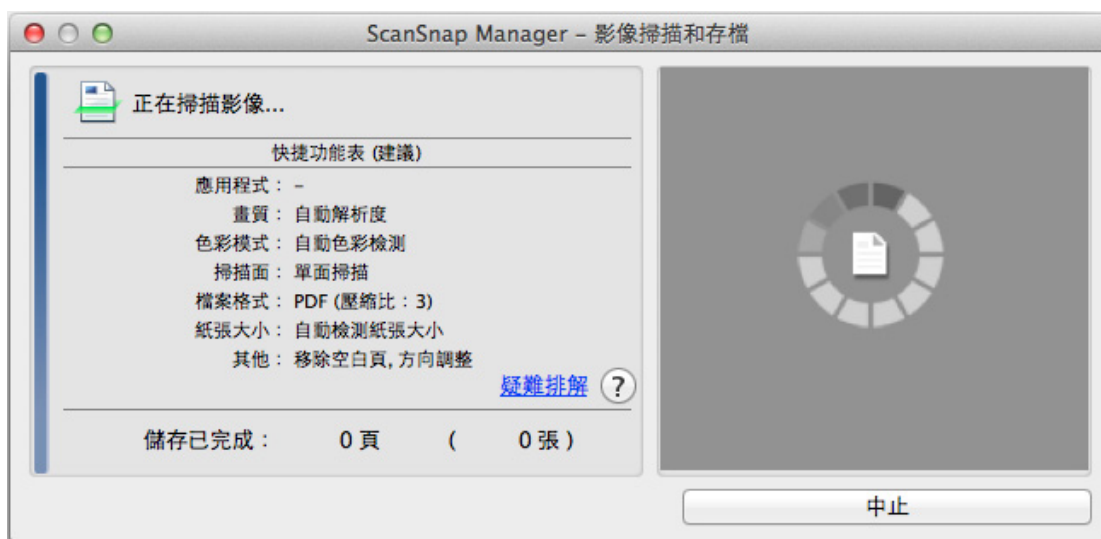 ScanSnap Manager – 影像掃描和存檔
正在掃描影像...
快捷功能表 (建議)
應用程式： –
畫質： 自動解析度
色彩模式： 自動色彩檢測
掃描面： 單面掃描
檔案格式： PDF (壓縮比：3)
紙張大小： 自動檢測紙張大小
其他： 移除空白頁, 方向調整
疑難排解 ?
儲存已完成： 0 頁 ( 0 張 )
中止